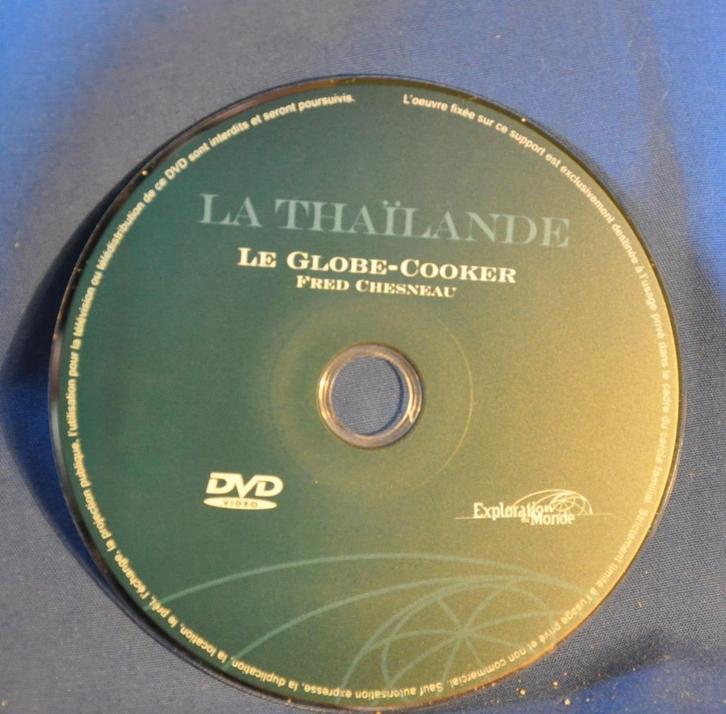 LA THAÏLANDE
LE GLOBE-COOKER
FRED CHESNEAU
DVD
VIDEO
Exploration
du Monde
L'oeuvre fixée sur ce support est exclusivement destinée à l'usage privé dans le cadre du cercle familial. Strictement limité à l'usage privé et non commercial. Sauf autorisation expresse, la duplication, la location, le prêt, l'échange, la projection publique, l'utilisation pour la télévision ou télédistribution de ce DVD sont interdits et seront poursuivis.